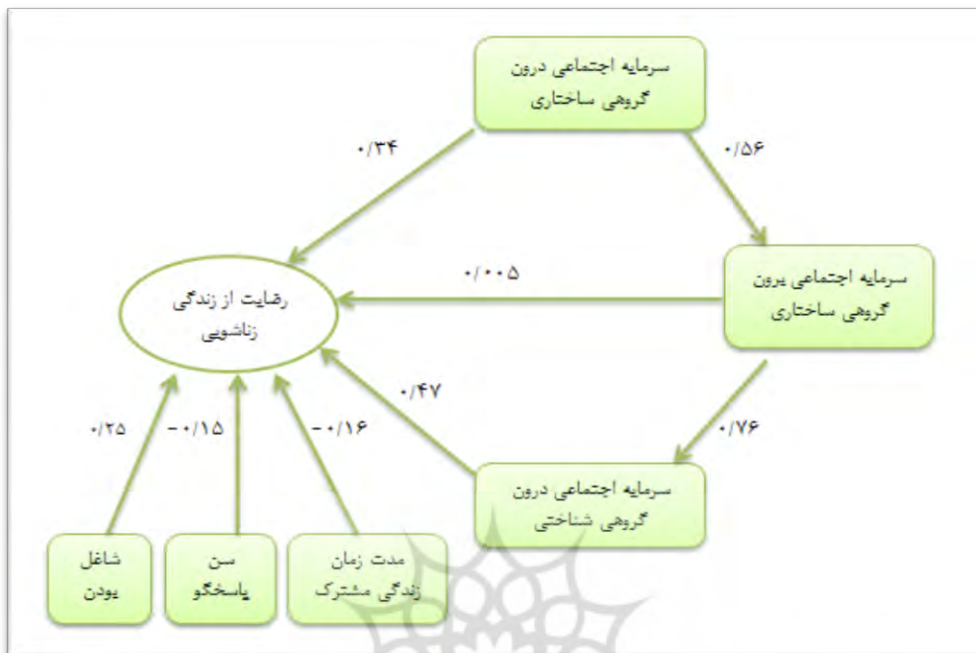 سرمایه اجتماعی درون
گروهی ساختاری
۰/۳۴
۰/۵۶
سرمایه اجتماعی یرون
گروهی ساختاری
۰/۰۰۵
رضایت از زندگی
زناشویی
۰/۴۷
۰/۷۶
سرمایه اجتماعی درون
گروهی شناختی
۰/۲۵
-۰/۱۵
-۰/۱۶
شاغل
یودن
سن
پاسخگو
مدت زمان
زندگی مشترک